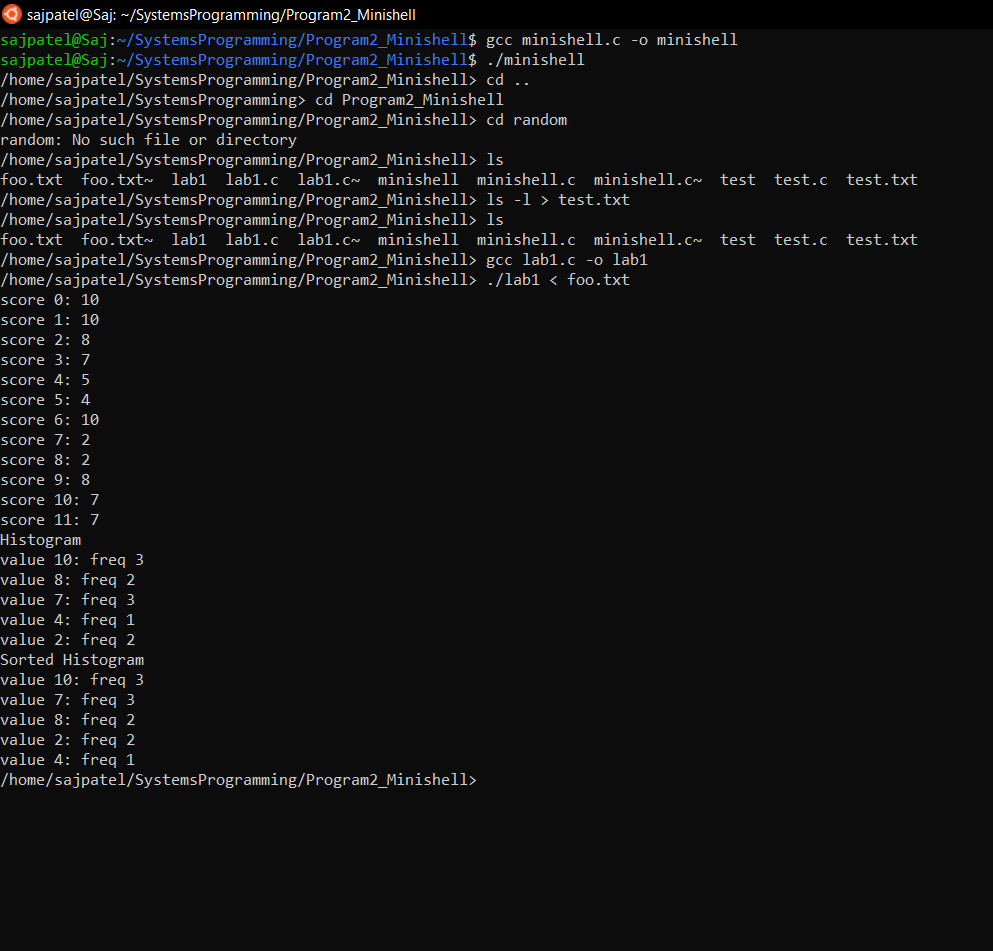 sajpatel@Saj: ~/SystemsProgramming/Program2_Minishell
sajpatel@Saj:~/SystemsProgramming/Program2_Minishell$ gcc minishell.c -o minishell
sajpatel@Saj:~/SystemsProgramming/Program2_Minishell$ ./minishell
/home/sajpatel/SystemsProgramming/Program2_Minishell> cd ..
/home/sajpatel/SystemsProgramming> cd Program2_Minishell
/home/sajpatel/SystemsProgramming/Program2_Minishell> cd random
random: No such file or directory
/home/sajpatel/SystemsProgramming/Program2_Minishell> ls
foo.txt  foo.txt~  lab1  lab1.c  lab1.c~  minishell  minishell.c  minishell.c~  test  test.c  test.txt
/home/sajpatel/SystemsProgramming/Program2_Minishell> ls -l > test.txt
/home/sajpatel/SystemsProgramming/Program2_Minishell> ls
foo.txt  foo.txt~  lab1  lab1.c  lab1.c~  minishell  minishell.c  minishell.c~  test  test.c  test.txt
/home/sajpatel/SystemsProgramming/Program2_Minishell> gcc lab1.c -o lab1
/home/sajpatel/SystemsProgramming/Program2_Minishell> ./lab1 < foo.txt
score 0: 10
score 1: 10
score 2: 8
score 3: 7
score 4: 5
score 5: 4
score 6: 10
score 7: 2
score 8: 2
score 9: 8
score 10: 7
score 11: 7
Histogram
value 10: freq 3
value 8: freq 2
value 7: freq 3
value 4: freq 1
value 2: freq 2
Sorted Histogram
value 10: freq 3
value 7: freq 3
value 8: freq 2
value 2: freq 2
value 4: freq 1
/home/sajpatel/SystemsProgramming/Program2_Minishell>